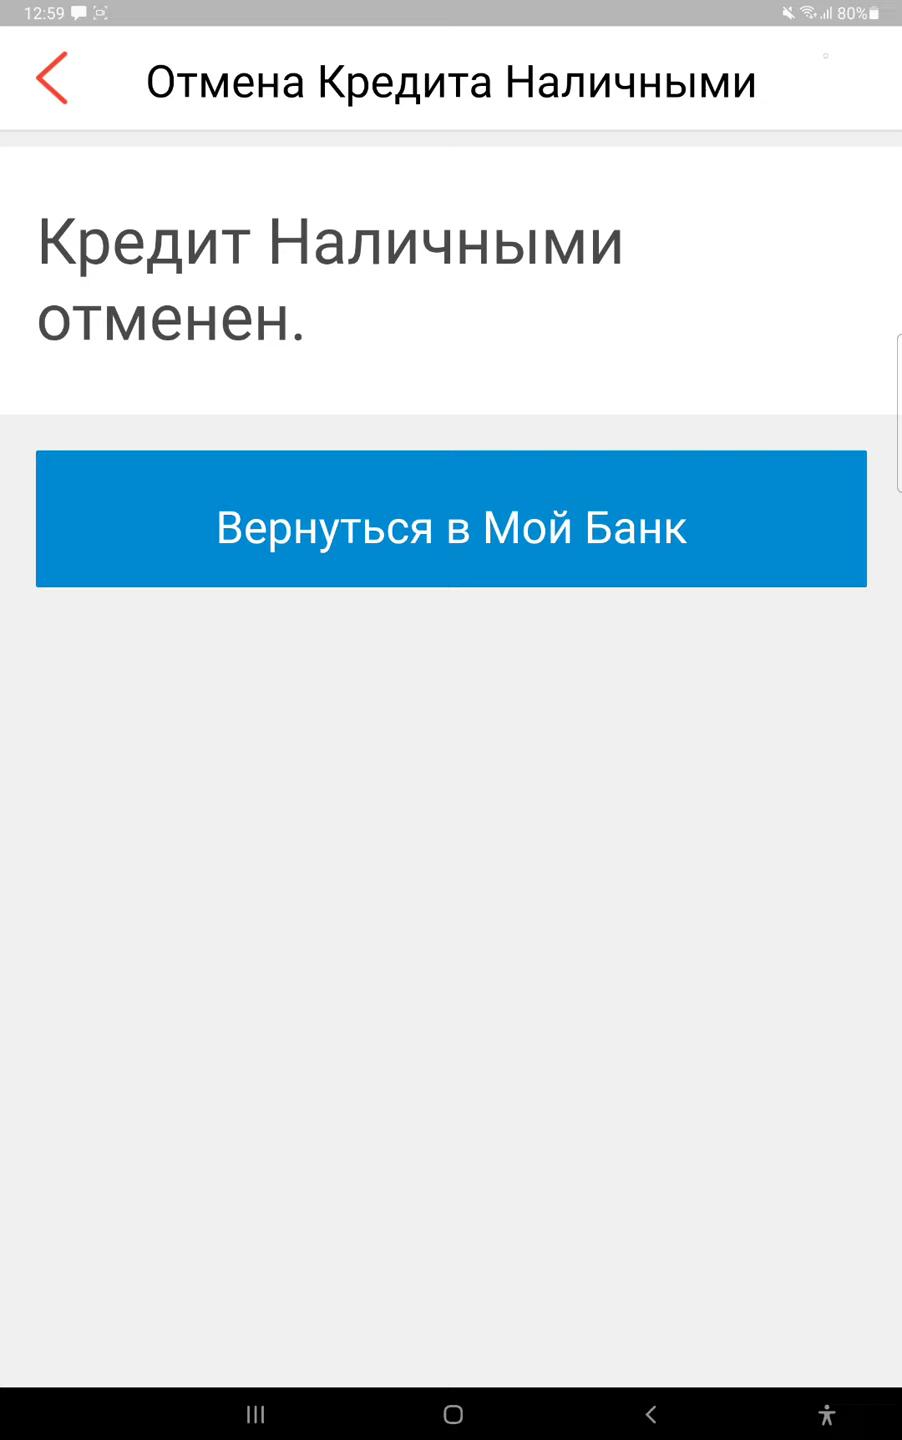 12:59 80%
Отмена Кредита Наличными
Кредит Наличными
отменен.
Вернуться в Мой Банк